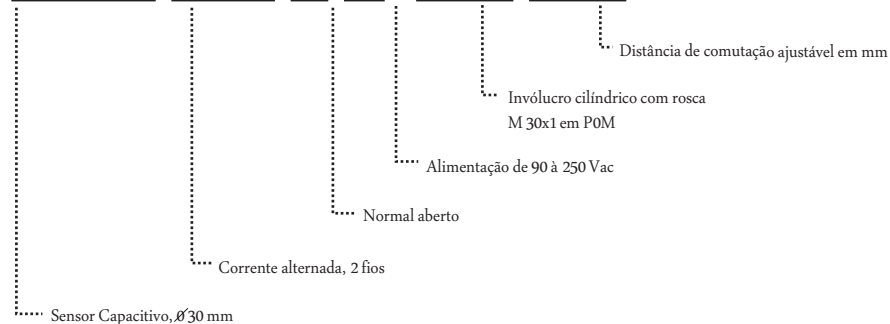 Distância de comutação ajustável em mm
Invólucro cilíndrico com rosca
M 30x1 em P0M
Alimentação de 90 à 250 Vac
Normal aberto
Corrente alternada, 2 fios
Sensor Capacitivo, Ø 30 mm